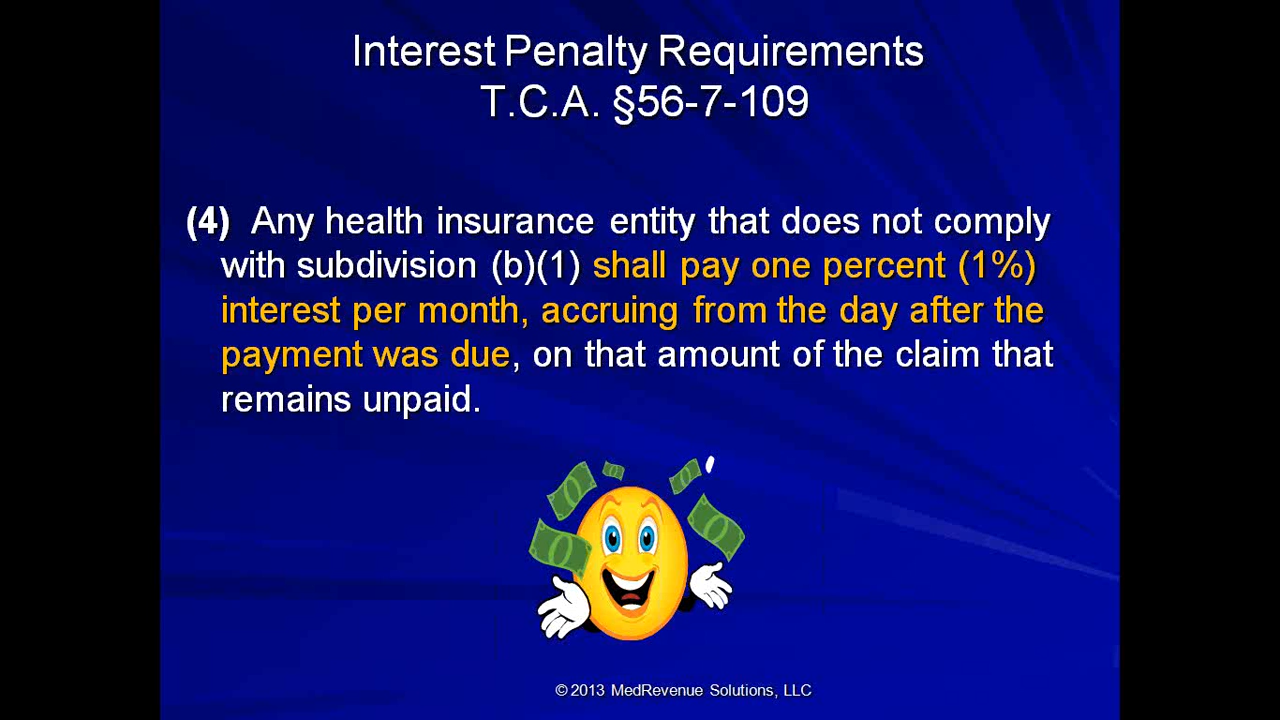 Interest Penalty Requirements
T.C.A. §56-7-109
(4) Any health insurance entity that does not comply
with subdivision (b)(1) shall pay one percent (1%)
interest per month, accruing from the day after the
payment was due, on that amount of the claim that
remains unpaid.
© 2013 MedRevenue Solutions, LLC